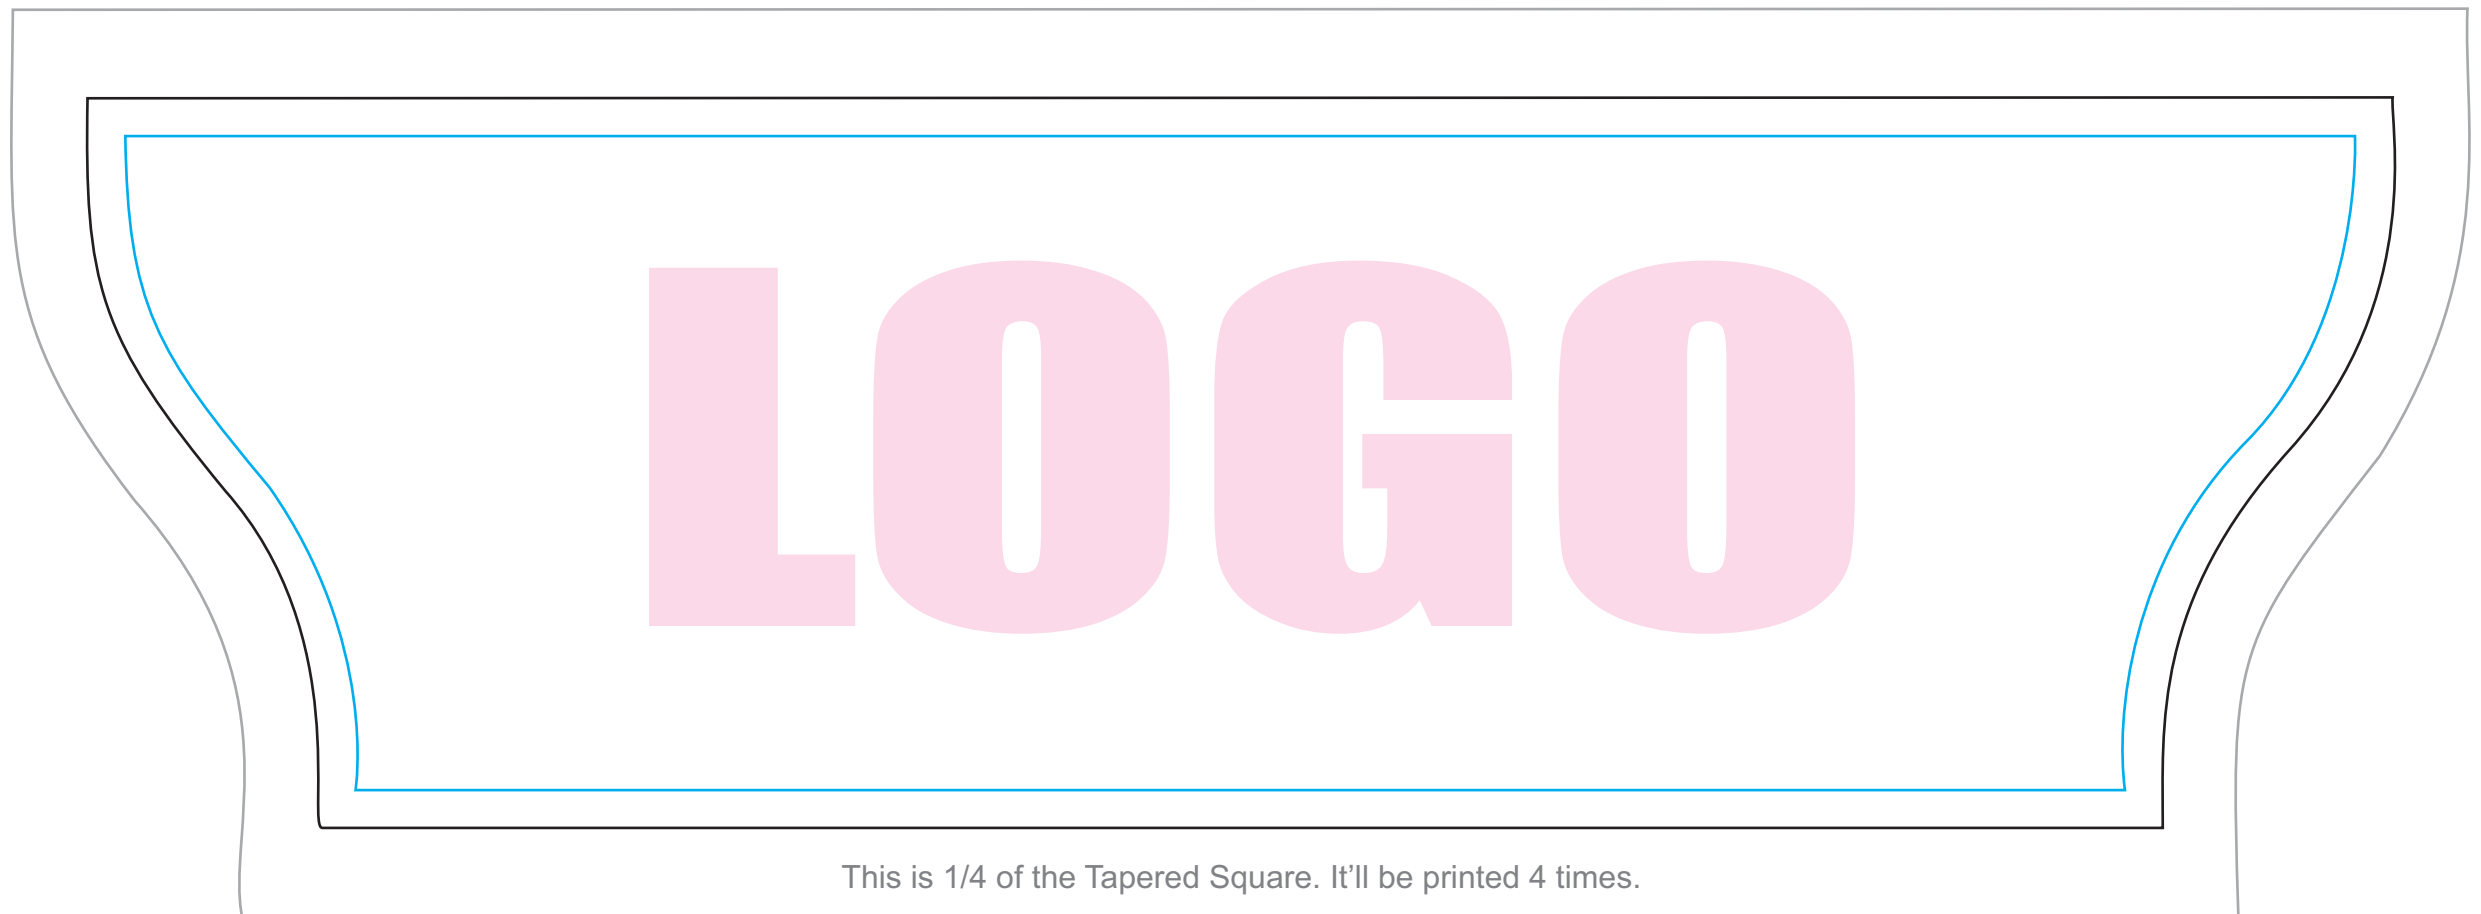 LOGO
This is 1/4 of the Tapered Square. It’ll be printed 4 times.